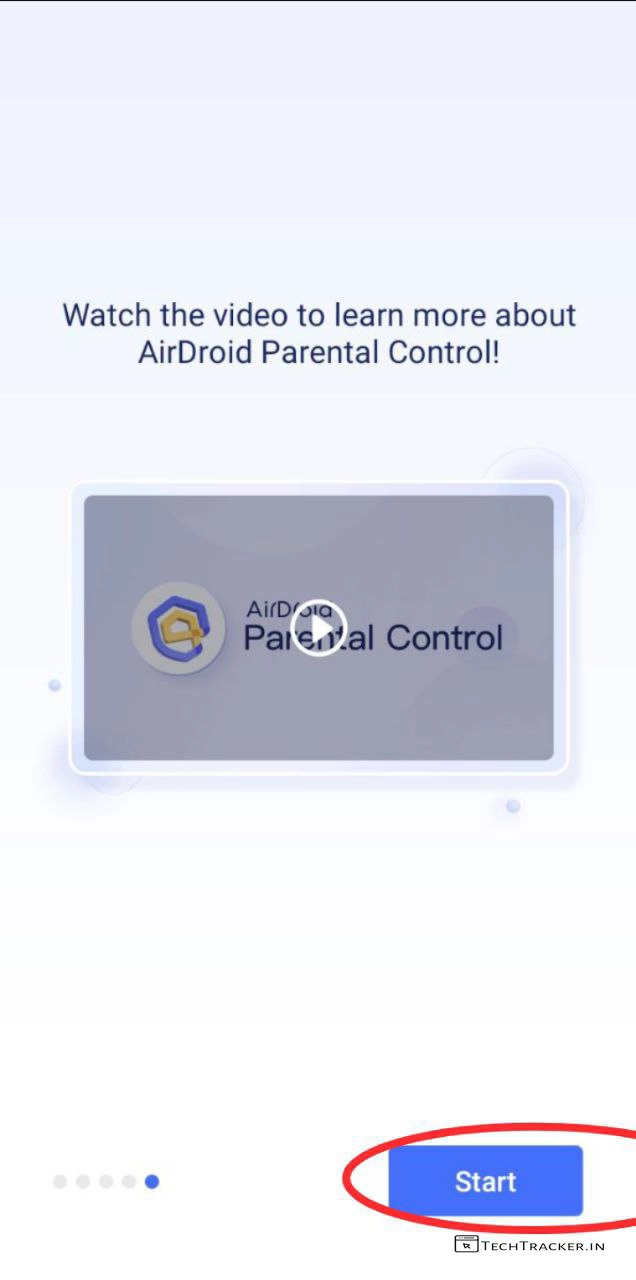 Watch the video to learn more about
AirDroid Parental Control!
AirDroid
Parental Control
Start
TECHTRACKER.IN